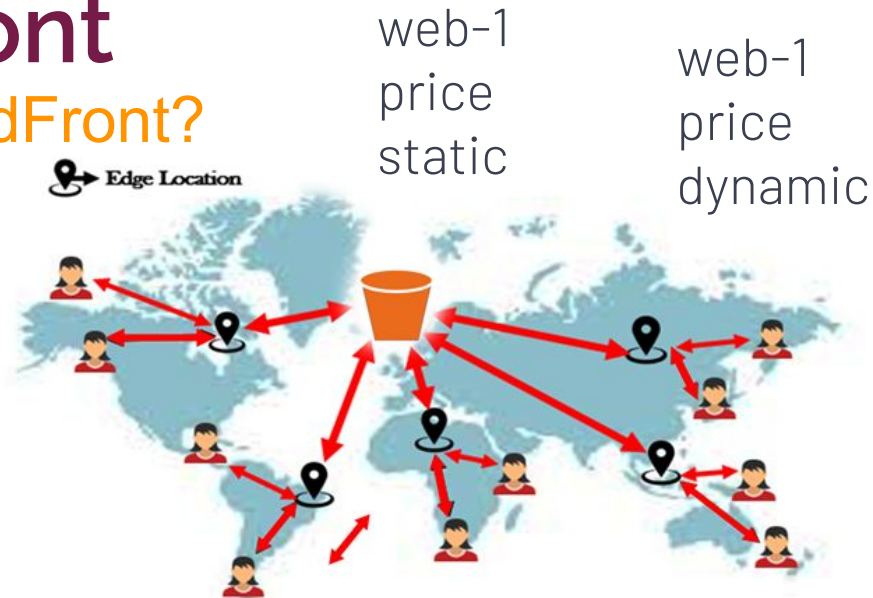 ont
dFront?
web-1
price
static
web-1
price
dynamic
Edge Location